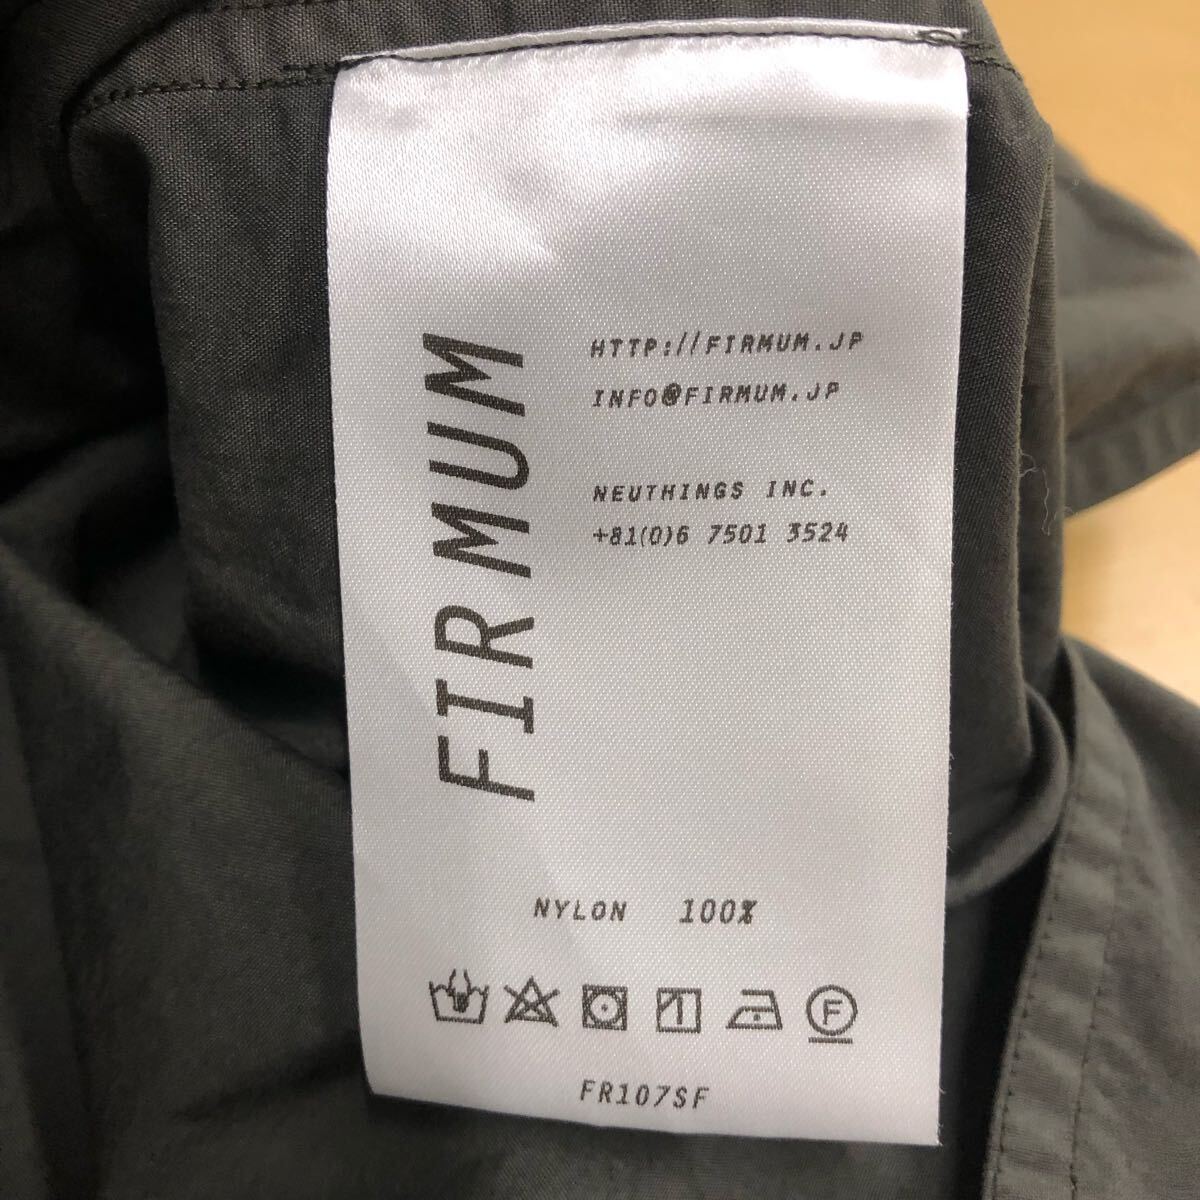 FIRMUM
HTTP://FIRMUM.JP
INFO@FIRMUM.JP
NEUTHINGS INC.
+81(0)6 7501 3524
NYLON 100%
F
FR107SF